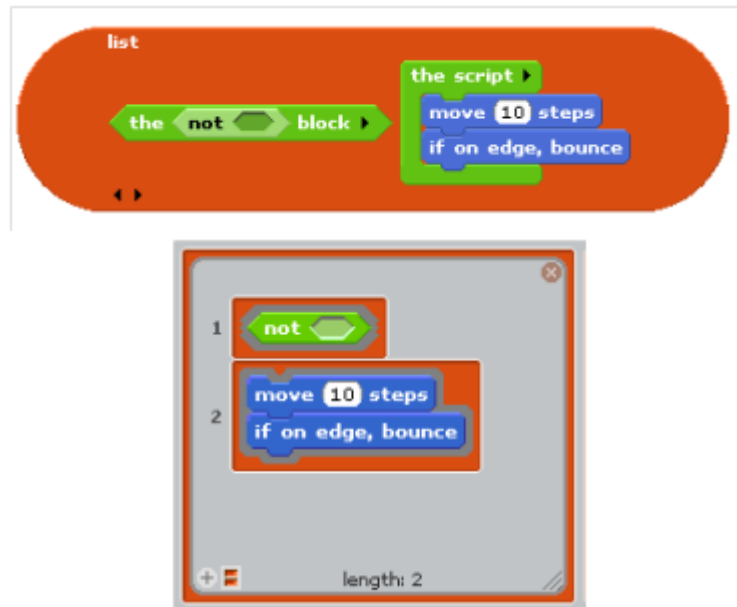 list
the script
the not block
move 10 steps
if on edge, bounce
1
not
2
move 10 steps
if on edge, bounce
length: 2